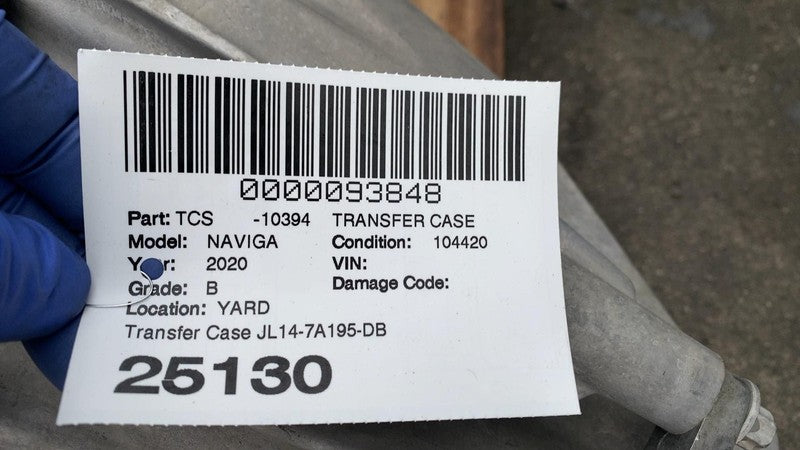 0000093848
Part: TCS -10394 TRANSFER CASE
Model: NAVIGA Condition: 104420
Year: 2020 VIN:
Grade: B Damage Code:
Location: YARD
Transfer Case JL14-7A195-DB
25130